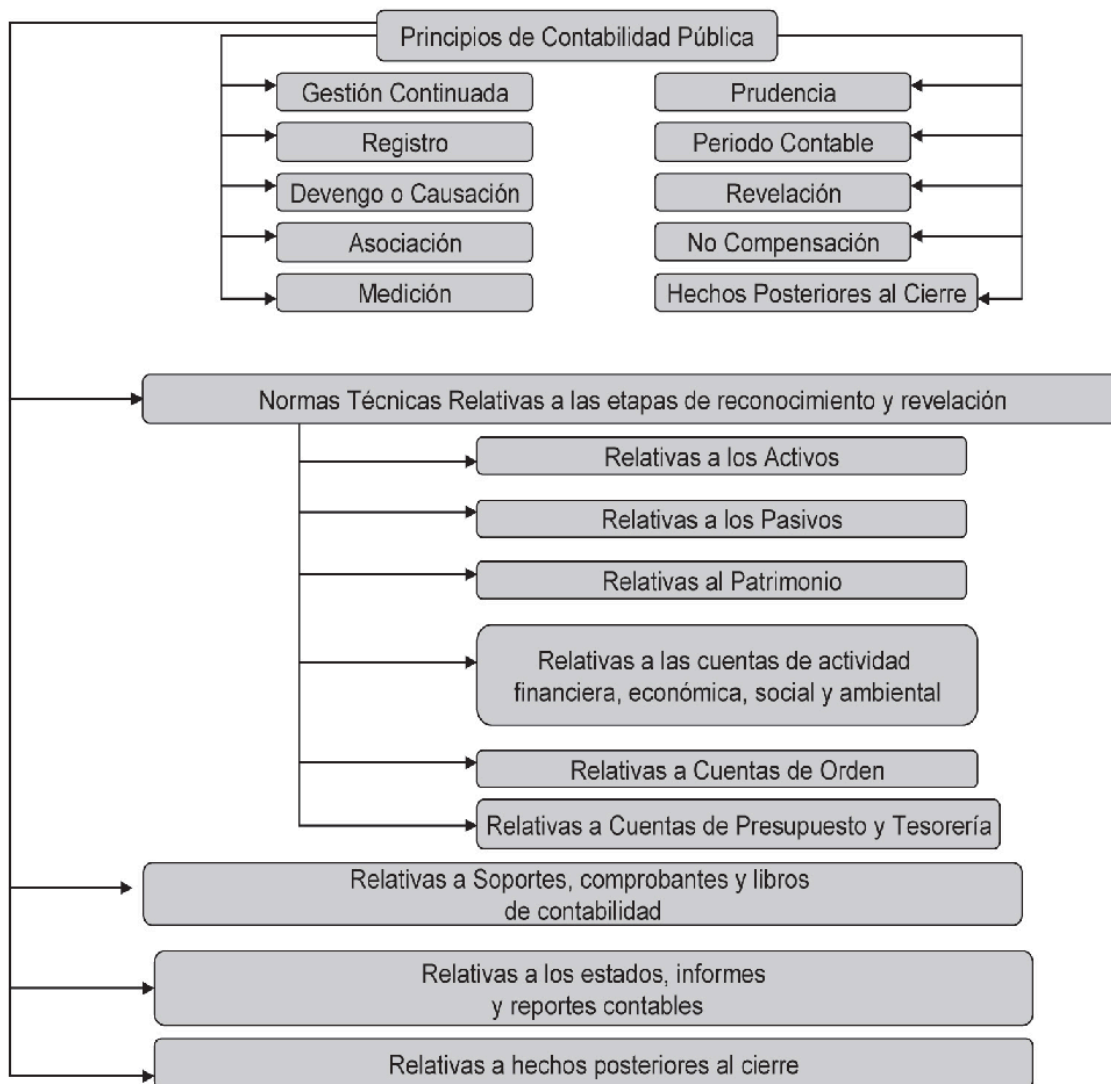 Principios de Contabilidad Pública
Gestión Continuada
Registro
Devengo o Causación
Asociación
Medición
Prudencia
Periodo Contable
Revelación
No Compensación
Hechos Posteriores al Cierre
Normas Técnicas Relativas a las etapas de reconocimiento y revelación
Relativas a los Activos
Relativas a los Pasivos
Relativas al Patrimonio
Relativas a las cuentas de actividad
financiera, económica, social y ambiental
Relativas a Cuentas de Orden
Relativas a Cuentas de Presupuesto y Tesorería
Relativas a Soportes, comprobantes y libros
de contabilidad
Relativas a los estados, informes
y reportes contables
Relativas a hechos posteriores al cierre